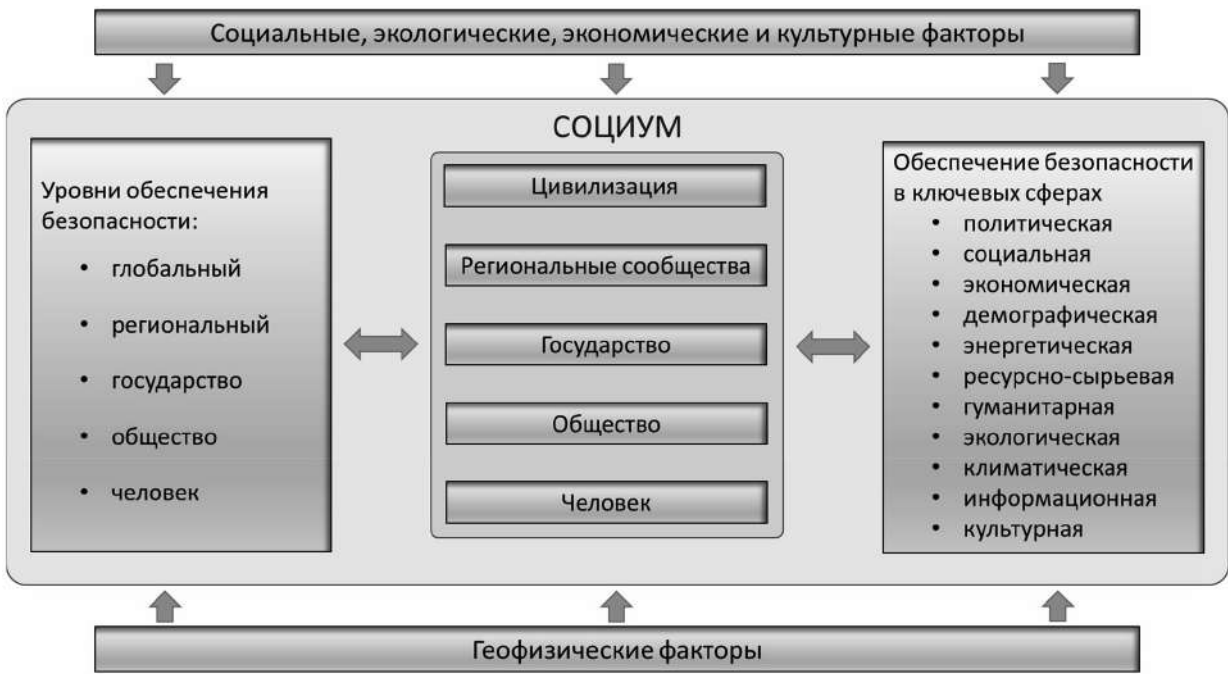 Социальные, экологические, экономические и культурные факторы
СОЦИУМ
Уровни обеспечения
безопасности:
• глобальный
• региональный
• государство
• общество
• человек
Цивилизация
Региональные сообщества
Государство
Общество
Человек
Обеспечение безопасности
в ключевых сферах
• политическая
• социальная
• экономическая
• демографическая
• энергетическая
• ресурсно-сырьевая
• гуманитарная
• экологическая
• климатическая
• информационная
• культурная
Геофизические факторы